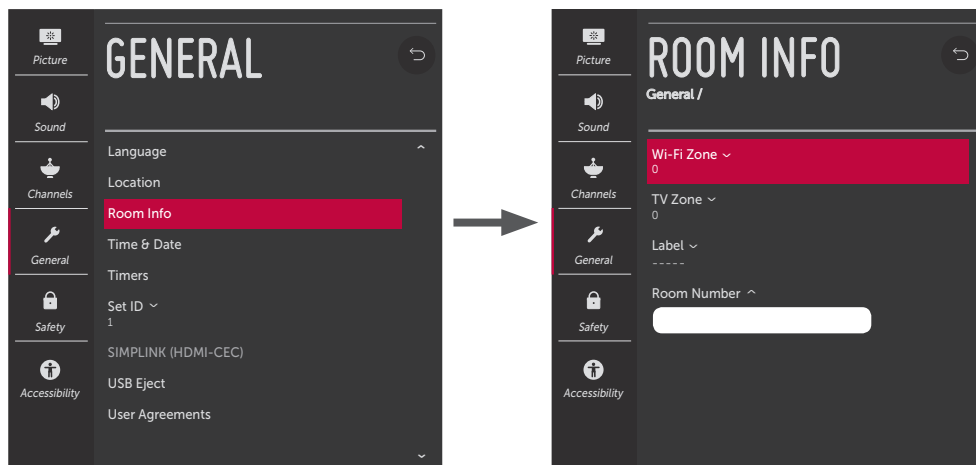 Picture
Sound
Channels
General
Safety
Accessibility
GENERAL
Language
Location
Room Info
Time & Date
Timers
Set ID
1
SIMPLINK (HDMI-CEC)
USB Eject
User Agreements
Picture
Sound
Channels
General
Safety
Accessibility
ROOM INFO
General /
Wi-Fi Zone
0
TV Zone
0
Label
-----
Room Number